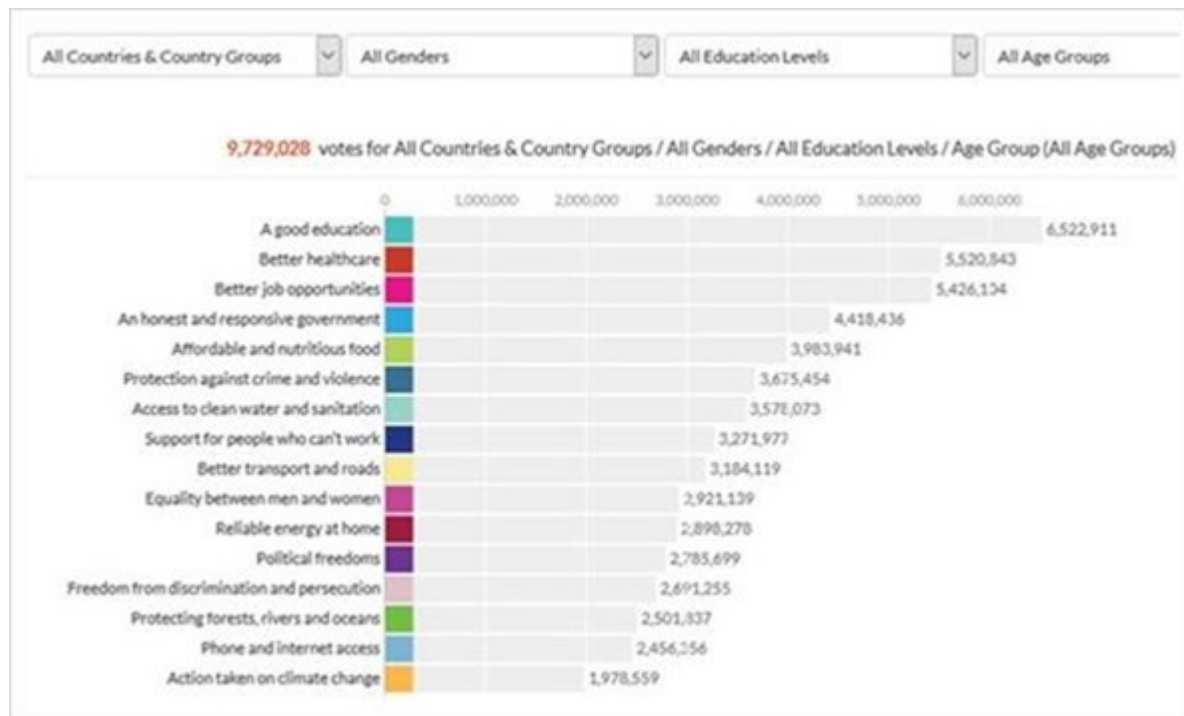 All Countries & Country Groups All Genders All Education Levels All Age Groups
9,729,028 votes for All Countries & Country Groups / All Genders / All Education Levels / Age Group (All Age Groups)
0 1,000,000 2,000,000 3,000,000 4,000,000 5,000,000 6,000,000
A good education 6,522,911
Better healthcare 5,520,843
Better job opportunities
An honest and responsive government 4,418,436
Affordable and nutritious food 3,983,941
Protection against crime and violence 3,675,454
Access to clean water and sanitation
Support for people who can't work 3,271,977
Better transport and roads 3,184,119
Equality between men and women 2,921,139
Reliable energy at home 2,898,278
Political freedoms 2,785,699
Freedom from discrimination and persecution 2,691,255
Protecting forests, rivers and oceans 2,501,837
Phone and internet access
Action taken on climate change 1,978,559